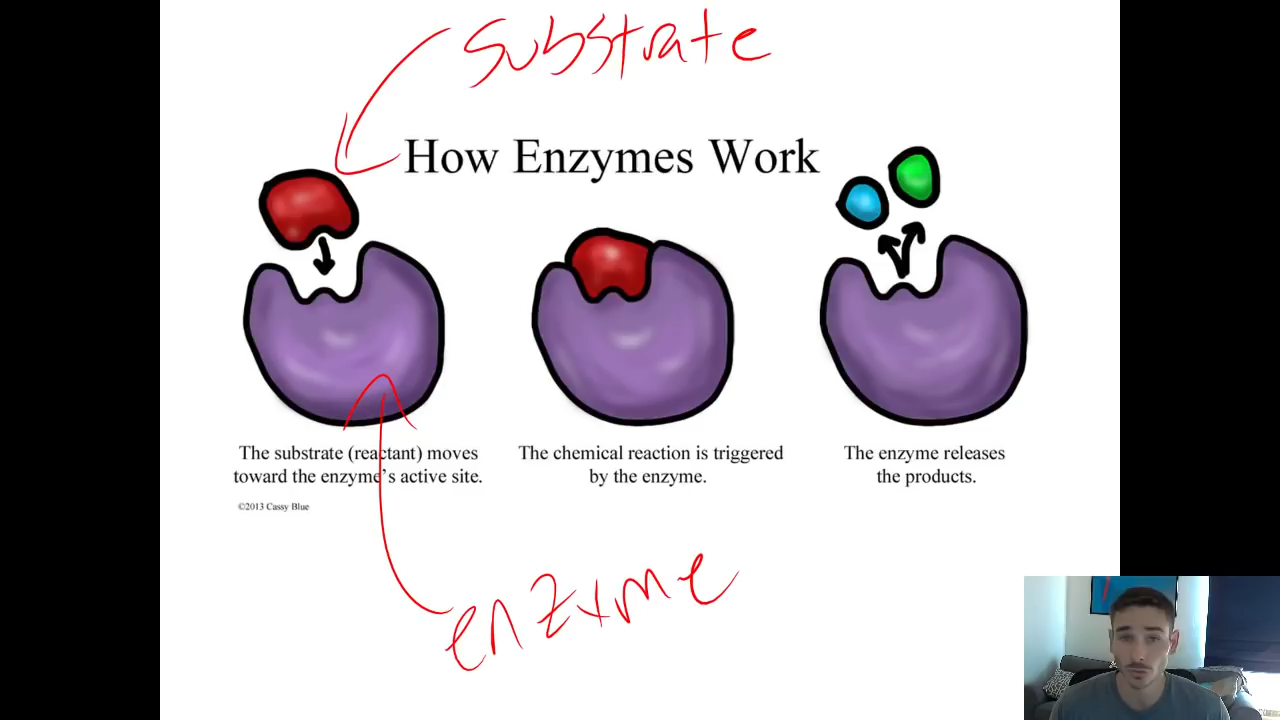 substrate
How Enzymes Work
The substrate (reactant) moves
toward the enzyme's active site.
The chemical reaction is triggered
by the enzyme.
The enzyme releases
the products.
©2013 Cassy Blue
enzyme